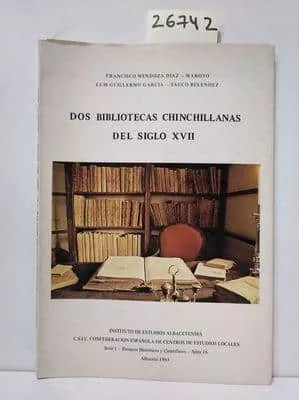 26742
FRANCISCO MENDOZA DIAZ - MAROTO
LUIS GUILLERMO GARCIA - SAUCO BELENDEZ
DOS BIBLIOTECAS CHINCHILLANAS
DEL SIGLO XVII
INSTITUTO DE ESTUDIOS ALBACETENSES
C.S.I.C. CONFEDERACION ESPAÑOLA DE CENTROS DE ESTUDIOS LOCALES
Serie I - Ensayos Históricos y Científicos - Núm. 16
Albacete 1983